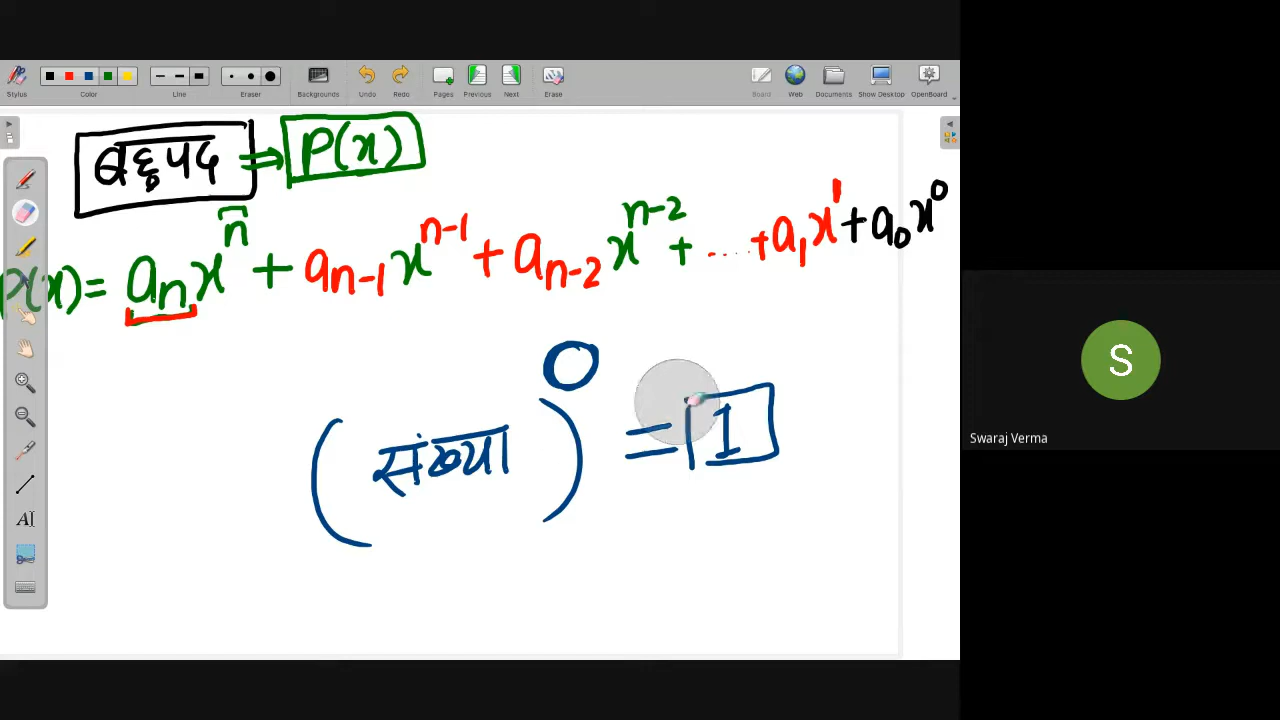 Stylus Color Line Eraser Backgrounds Undo Redo Pages Previous Next Erase Board Web Documents Show Desktop OpenBoard
बहुपद ⇒ P(x)
P(x) = aₙxⁿ + aₙ₋₁xⁿ⁻¹ + aₙ₋₂xⁿ⁻² + ..... + a₁x¹ + a₀x⁰
(संख्या)⁰ = 1
S
Swaraj Verma